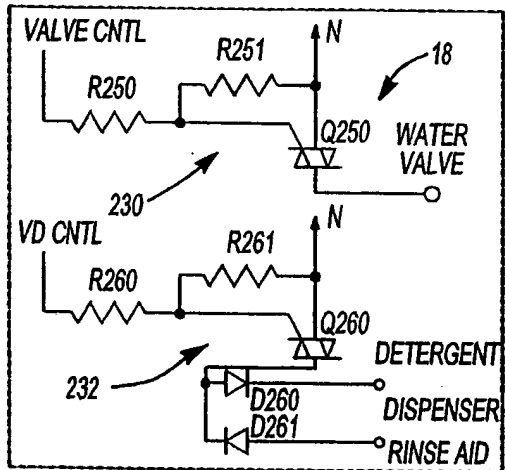 VALVE CNTL
N
R251
18
R250
Q250
WATER
VALVE
230
VD CNTL
N
R261
R260
Q260
232
DETERGENT
D260
DISPENSER
D261
RINSE AID